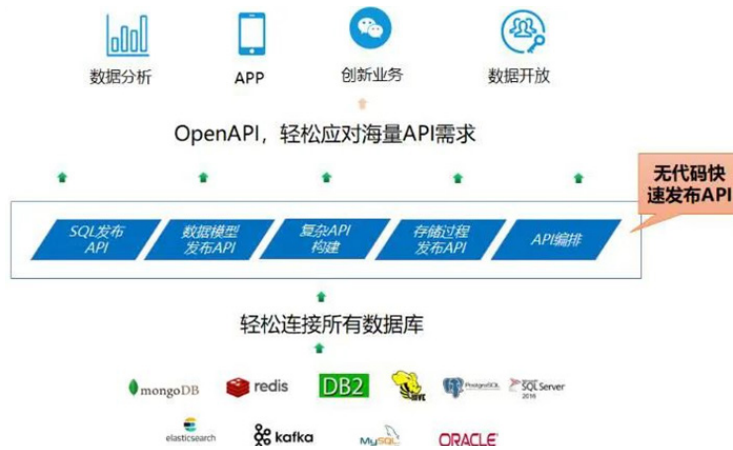 数据分析
APP
创新业务
数据开放
OpenAPI，轻松应对海量API需求
无代码快
速发布API
SQL发布
API
数据模型
发布API
复杂API
构建
存储过程
发布API
API编排
轻松连接所有数据库
mongoDB
redis
DB2
HIVE
PostgreSQL
SQL Server
2016
elasticsearch
kafka
MySQL
ORACLE